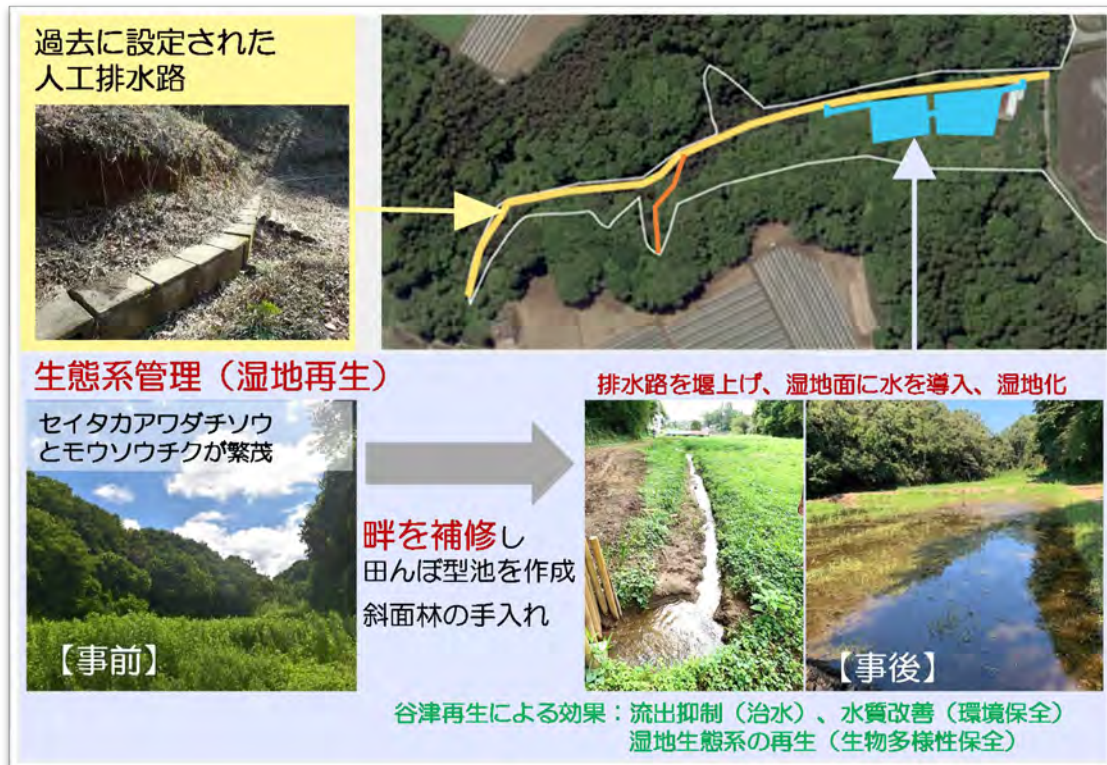 過去に設定された
人工排水路
生態系管理（湿地再生）
セイタカアワダチソウ
とモウソウチクが繁茂
【事前】
畔を補修し
田んぼ型池を作成
斜面林の手入れ
排水路を堰上げ、湿地面に水を導入、湿地化
【事後】
谷津再生による効果：流出抑制（治水）、水質改善（環境保全）
湿地生態系の再生（生物多様性保全）